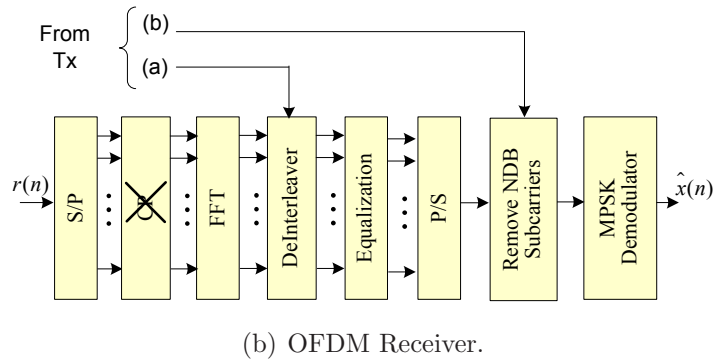 From
Tx
(b)
(a)
r(n)
S/P
CP
FFT
DeInterleaver
Equalization
P/S
Remove NDB
Subcarriers
MPSK
Demodulator
x̂(n)
(b) OFDM Receiver.